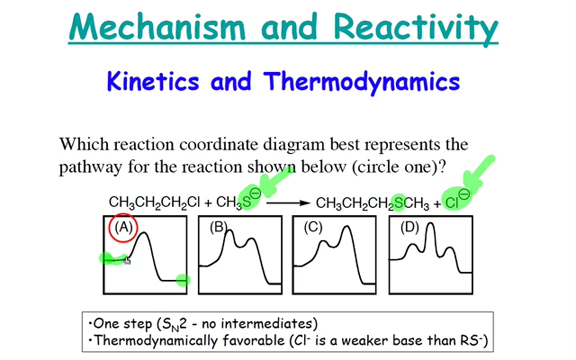 Mechanism and Reactivity
Kinetics and Thermodynamics
Which reaction coordinate diagram best represents the
pathway for the reaction shown below (circle one)?
CH₃CH₂CH₂Cl + CH₃S⊖ ⟶ CH₃CH₂CH₂SCH₃ + Cl⊖
(A) (B) (C) (D)
•One step (Sₙ2 - no intermediates)
•Thermodynamically favorable (Cl⁻ is a weaker base than RS⁻)